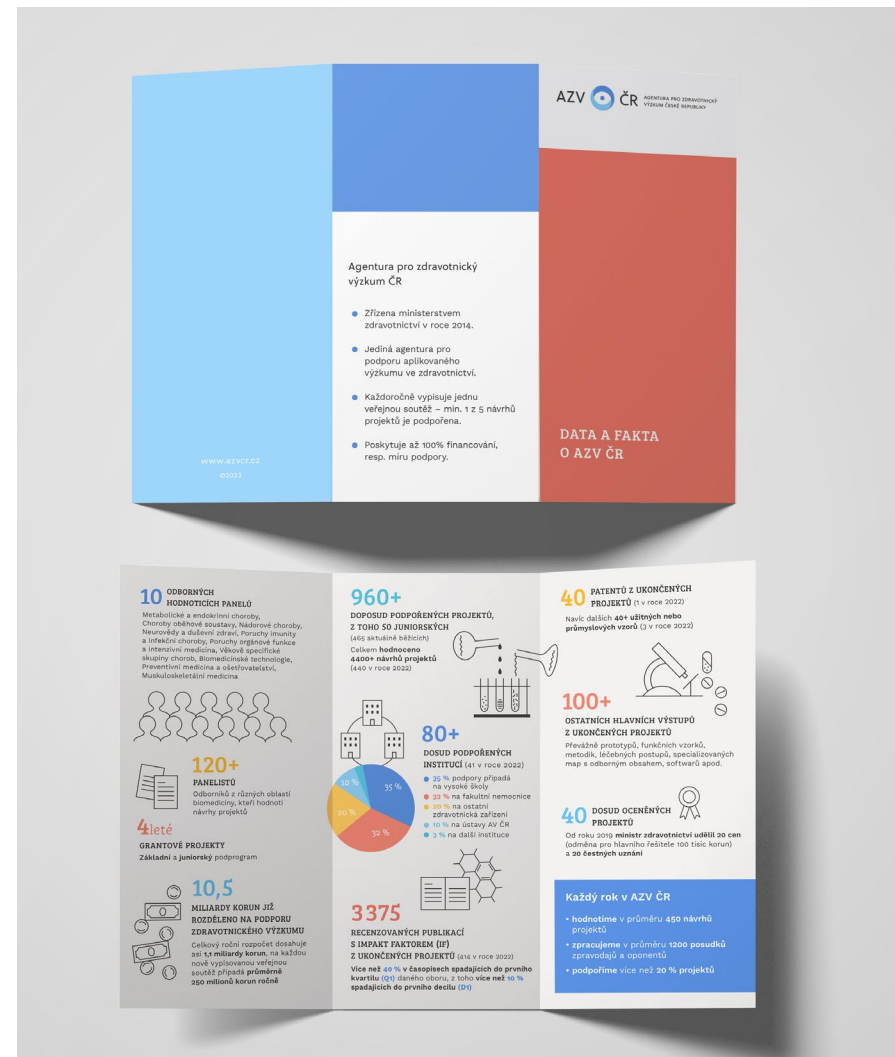 AZV ČR AGENTURA PRO ZDRAVOTNICKÝ
VÝZKUM ČESKÉ REPUBLIKY
Agentura pro zdravotnický
výzkum ČR
Zřízena ministerstvem
zdravotnictví v roce 2014.
Jediná agentura pro
podporu aplikovaného
výzkumu ve zdravotnictví.
Každoročně vypisuje jednu
veřejnou soutěž – min. 1 z 5 návrhů
projektů je podpořena.
Poskytuje až 100% financování,
resp. míru podpory.
www.azvcr.cz
©2023
DATA A FAKTA
O AZV ČR
10 ODBORNÝCH
HODNOTICÍCH PANELŮ
Metabolické a endokrinní choroby,
Choroby oběhové soustavy, Nádorové choroby,
Neurovědy a duševní zdraví, Poruchy imunity
a infekční choroby, Poruchy orgánové funkce
a intenzivní medicína, Věkově specifické
skupiny chorob, Biomedicínské technologie,
Preventivní medicína a ošetřovatelství,
Muskuloskeletální medicína
120+
PANELISTŮ
Odborníků z různých oblastí
biomedicíny, kteří hodnotí
návrhy projektů
4leté
GRANTOVÉ PROJEKTY
Základní a juniorský podprogram
10,5
MILIARDY KORUN JIŽ
ROZDĚLENO NA PODPORU
ZDRAVOTNICKÉHO VÝZKUMU
Celkový roční rozpočet dosahuje
asi 1,1 miliardy korun, na každou
nově vypisovanou veřejnou
soutěž připadá průměrně
250 milionů korun ročně
960+
DOPOSUD PODPOŘENÝCH PROJEKTŮ,
Z TOHO 50 JUNIORSKÝCH
(465 aktuálně běžících)
Celkem hodnoceno
4400+ návrhů projektů
(440 v roce 2022)
80+
DOSUD PODPOŘENÝCH
INSTITUCÍ (41 v roce 2022)
35 % podpory připadá
na vysoké školy
32 % na fakultní nemocnice
20 % na ostatní
zdravotnická zařízení
10 % na ústavy AV ČR
3 % na další instituce
10 %
35 %
20 %
32 %
3375
RECENZOVANÝCH PUBLIKACÍ
S IMPAKT FAKTOREM (IF)
Z UKONČENÝCH PROJEKTŮ (414 v roce 2022)
Více než 40 % v časopisech spadajících do prvního
kvartilu (Q1) daného oboru, z toho více než 10 %
spadajících do prvního decilu (D1)
40 PATENTŮ Z UKONČENÝCH
PROJEKTŮ (1 v roce 2022)
Navíc dalších 40+ užitných nebo
průmyslových vzorů (3 v roce 2022)
100+
OSTATNÍCH HLAVNÍCH VÝSTUPŮ
Z UKONČENÝCH PROJEKTŮ
Převážně prototypů, funkčních vzorků,
metodik, léčebných postupů, specializovaných
map s odborným obsahem, softwarů apod.
40 DOSUD OCENĚNÝCH
PROJEKTŮ
Od roku 2019 ministr zdravotnictví udělil 20 cen
(odměna pro hlavního řešitele 100 tisíc korun)
a 20 čestných uznání
Každý rok v AZV ČR
• hodnotíme v průměru 450 návrhů
projektů
• zpracujeme v průměru 1200 posudků
zpravodajů a oponentů
• podpoříme více než 20 % projektů